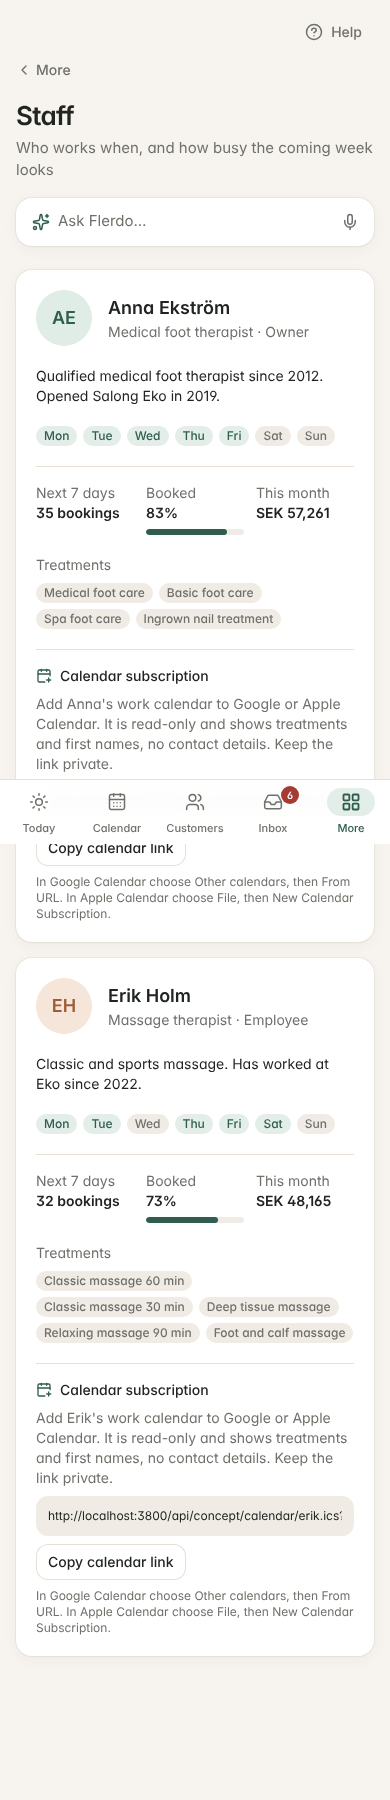 Help
More
Staff
Who works when, and how busy the coming week
looks
Ask Flerdo...
AE
Anna Ekström
Medical foot therapist · Owner
Qualified medical foot therapist since 2012.
Opened Salong Eko in 2019.
Mon Tue Wed Thu Fri Sat Sun
Next 7 days Booked This month
35 bookings 83% SEK 57,261
Treatments
Medical foot care Basic foot care
Spa foot care Ingrown nail treatment
Calendar subscription
Add Anna's work calendar to Google or Apple
Calendar. It is read-only and shows treatments
and first names, no contact details. Keep the
link private.
6
Today Calendar Customers Inbox More
Copy calendar link
In Google Calendar choose Other calendars, then From
URL. In Apple Calendar choose File, then New Calendar
Subscription.
EH
Erik Holm
Massage therapist · Employee
Classic and sports massage. Has worked at
Eko since 2022.
Mon Tue Wed Thu Fri Sat Sun
Next 7 days Booked This month
32 bookings 73% SEK 48,165
Treatments
Classic massage 60 min
Classic massage 30 min Deep tissue massage
Relaxing massage 90 min Foot and calf massage
Calendar subscription
Add Erik's work calendar to Google or Apple
Calendar. It is read-only and shows treatments
and first names, no contact details. Keep the
link private.
http://localhost:3800/api/concept/calendar/erik.ics?
Copy calendar link
In Google Calendar choose Other calendars, then From
URL. In Apple Calendar choose File, then New Calendar
Subscription.